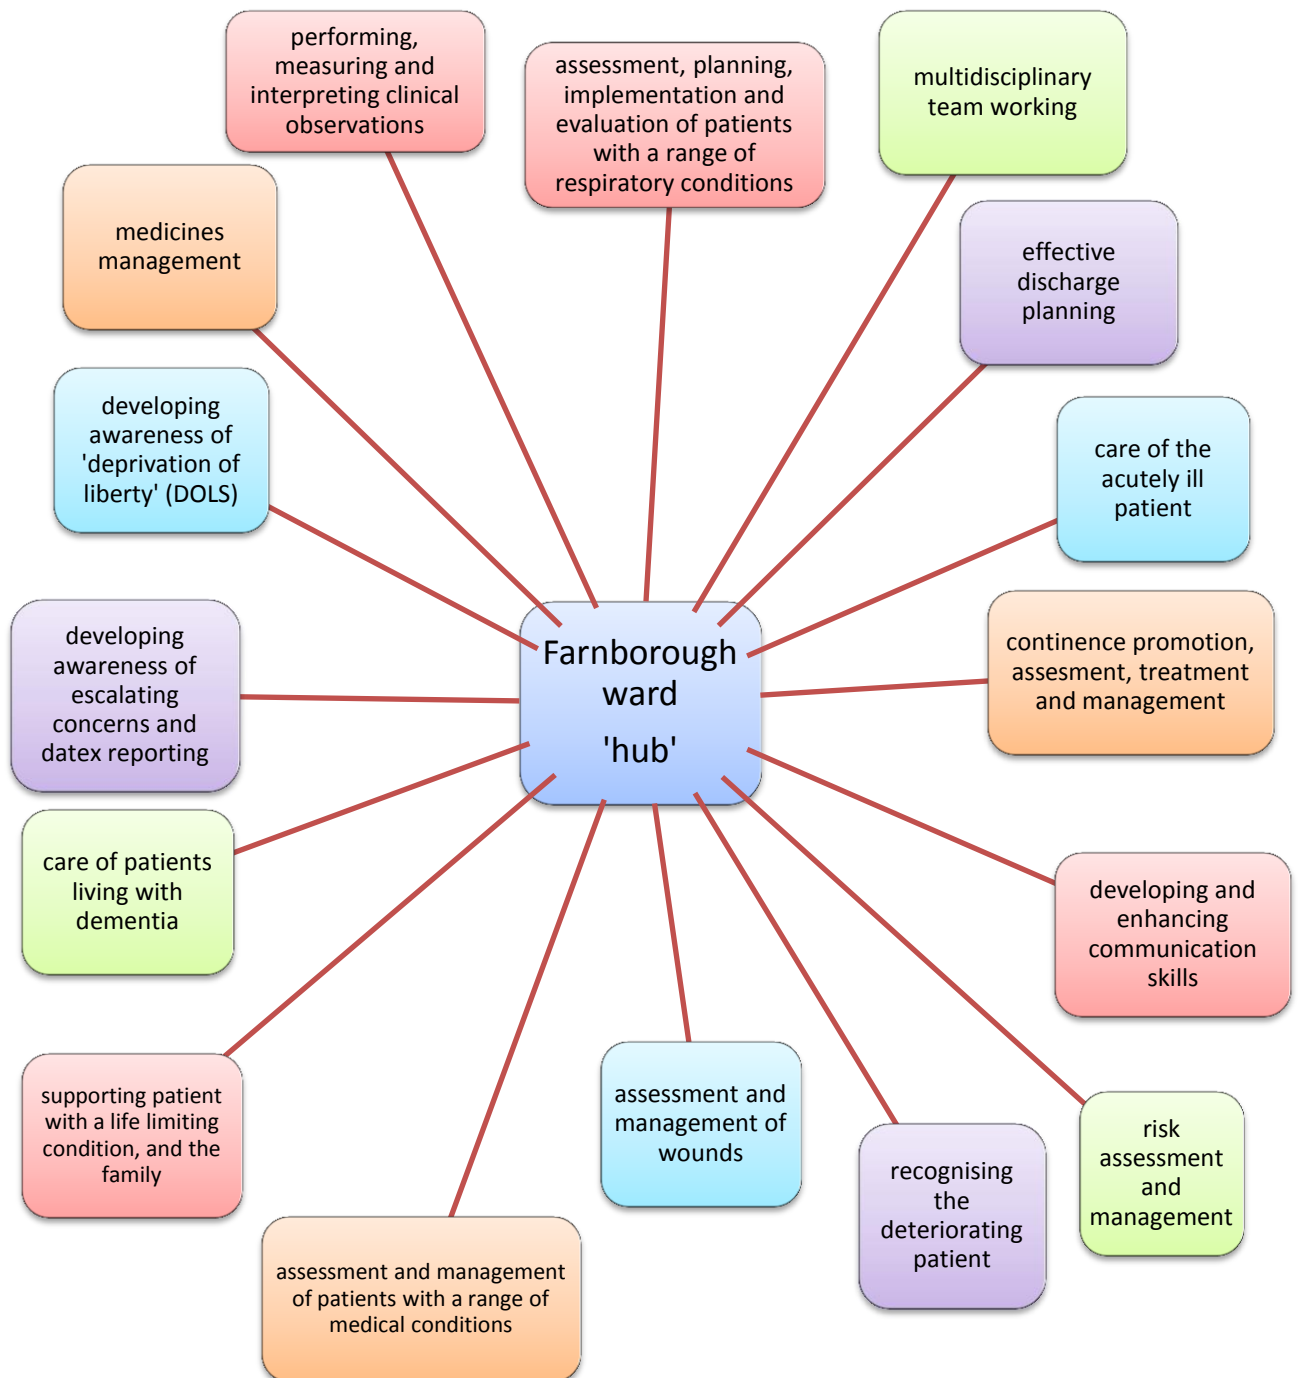 performing,
measuring and
interpreting clinical
observations
assessment, planning,
implementation and
evaluation of patients
with a range of
respiratory conditions
multidisciplinary
team working
medicines
management
effective
discharge
planning
developing
awareness of
'deprivation of
liberty' (DOLS)
care of the
acutely ill
patient
developing
awareness of
escalating
concerns and
datex reporting
Farnborough
ward
'hub'
continence promotion,
assesment, treatment
and management
care of patients
living with
dementia
developing and
enhancing
communication
skills
supporting patient
with a life limiting
condition, and the
family
assessment and
management of
wounds
recognising
the
deteriorating
patient
risk
assessment
and
management
assessment and management
of patients with a range of
medical conditions